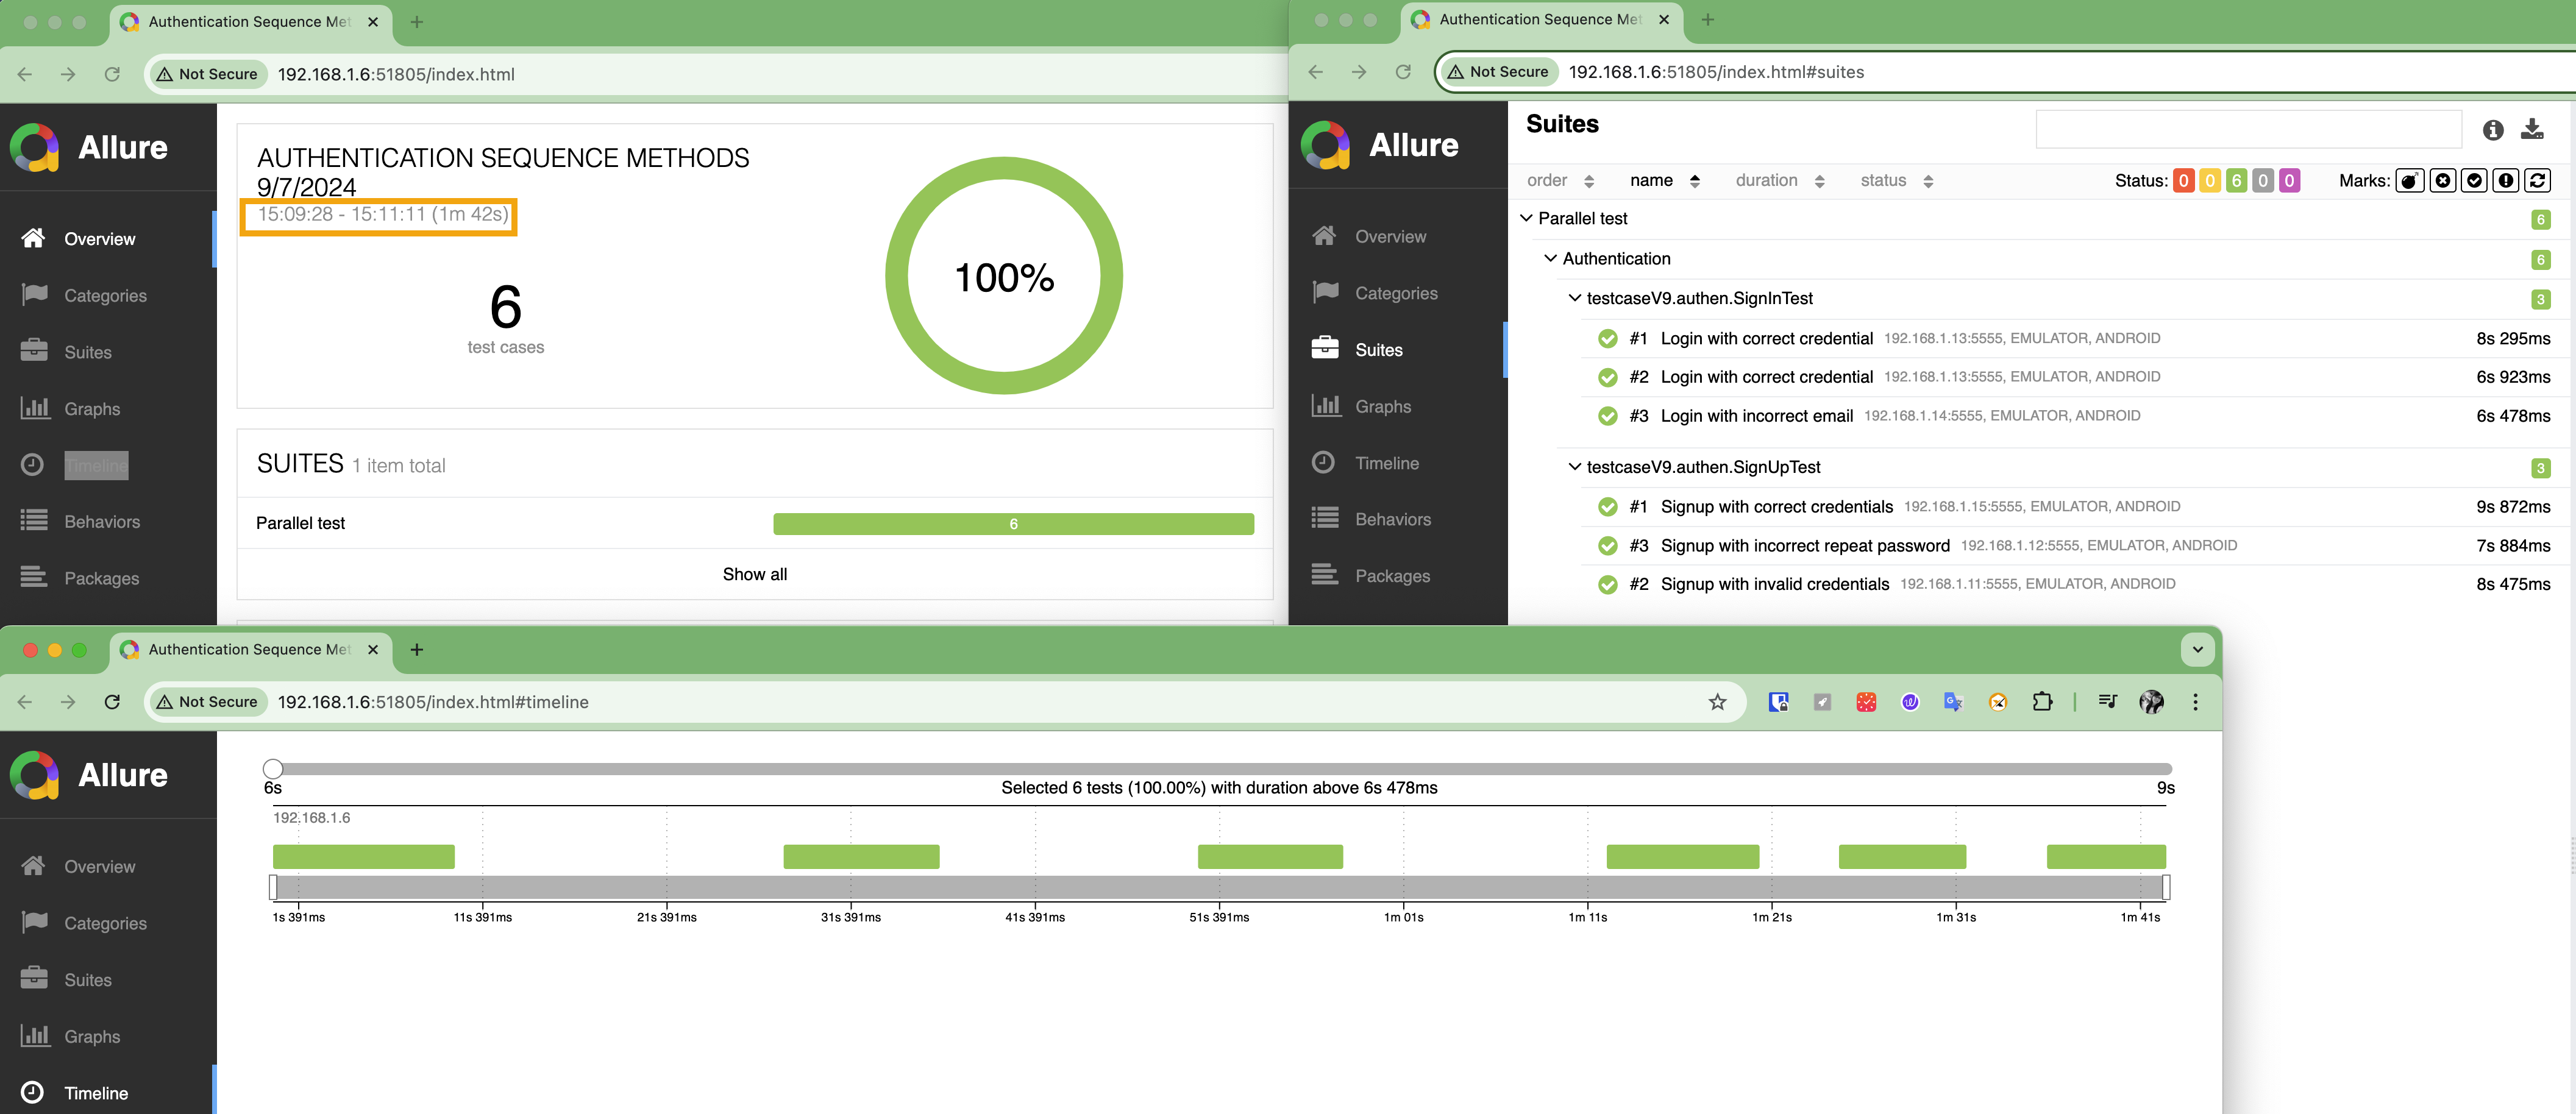 Authentication Sequence Met
Not Secure 192.168.1.6:51805/index.html
Allure
Overview
Categories
Suites
Graphs
Timeline
Behaviors
Packages
AUTHENTICATION SEQUENCE METHODS
9/7/2024
15:09:28 - 15:11:11 (1m 42s)
6
test cases
100%
SUITES 1 item total
Parallel test 6
Show all
Authentication Sequence Met
Not Secure 192.168.1.6:51805/index.html#suites
Allure
Overview
Categories
Suites
Graphs
Timeline
Behaviors
Packages
Suites
order name duration status Status: 0 0 6 0 0 Marks:
Parallel test 6
Authentication 6
testcaseV9.authen.SignInTest 3
#1 Login with correct credential 192.168.1.13:5555, EMULATOR, ANDROID 8s 295ms
#2 Login with correct credential 192.168.1.13:5555, EMULATOR, ANDROID 6s 923ms
#3 Login with incorrect email 192.168.1.14:5555, EMULATOR, ANDROID 6s 478ms
testcaseV9.authen.SignUpTest 3
#1 Signup with correct credentials 192.168.1.15:5555, EMULATOR, ANDROID 9s 872ms
#3 Signup with incorrect repeat password 192.168.1.12:5555, EMULATOR, ANDROID 7s 884ms
#2 Signup with invalid credentials 192.168.1.11:5555, EMULATOR, ANDROID 8s 475ms
Authentication Sequence Met
Not Secure 192.168.1.6:51805/index.html#timeline
Allure
Overview
Categories
Suites
Graphs
Timeline
6s Selected 6 tests (100.00%) with duration above 6s 478ms 9s
192.168.1.6
1s 391ms 11s 391ms 21s 391ms 31s 391ms 41s 391ms 51s 391ms 1m 01s 1m 11s 1m 21s 1m 31s 1m 41s